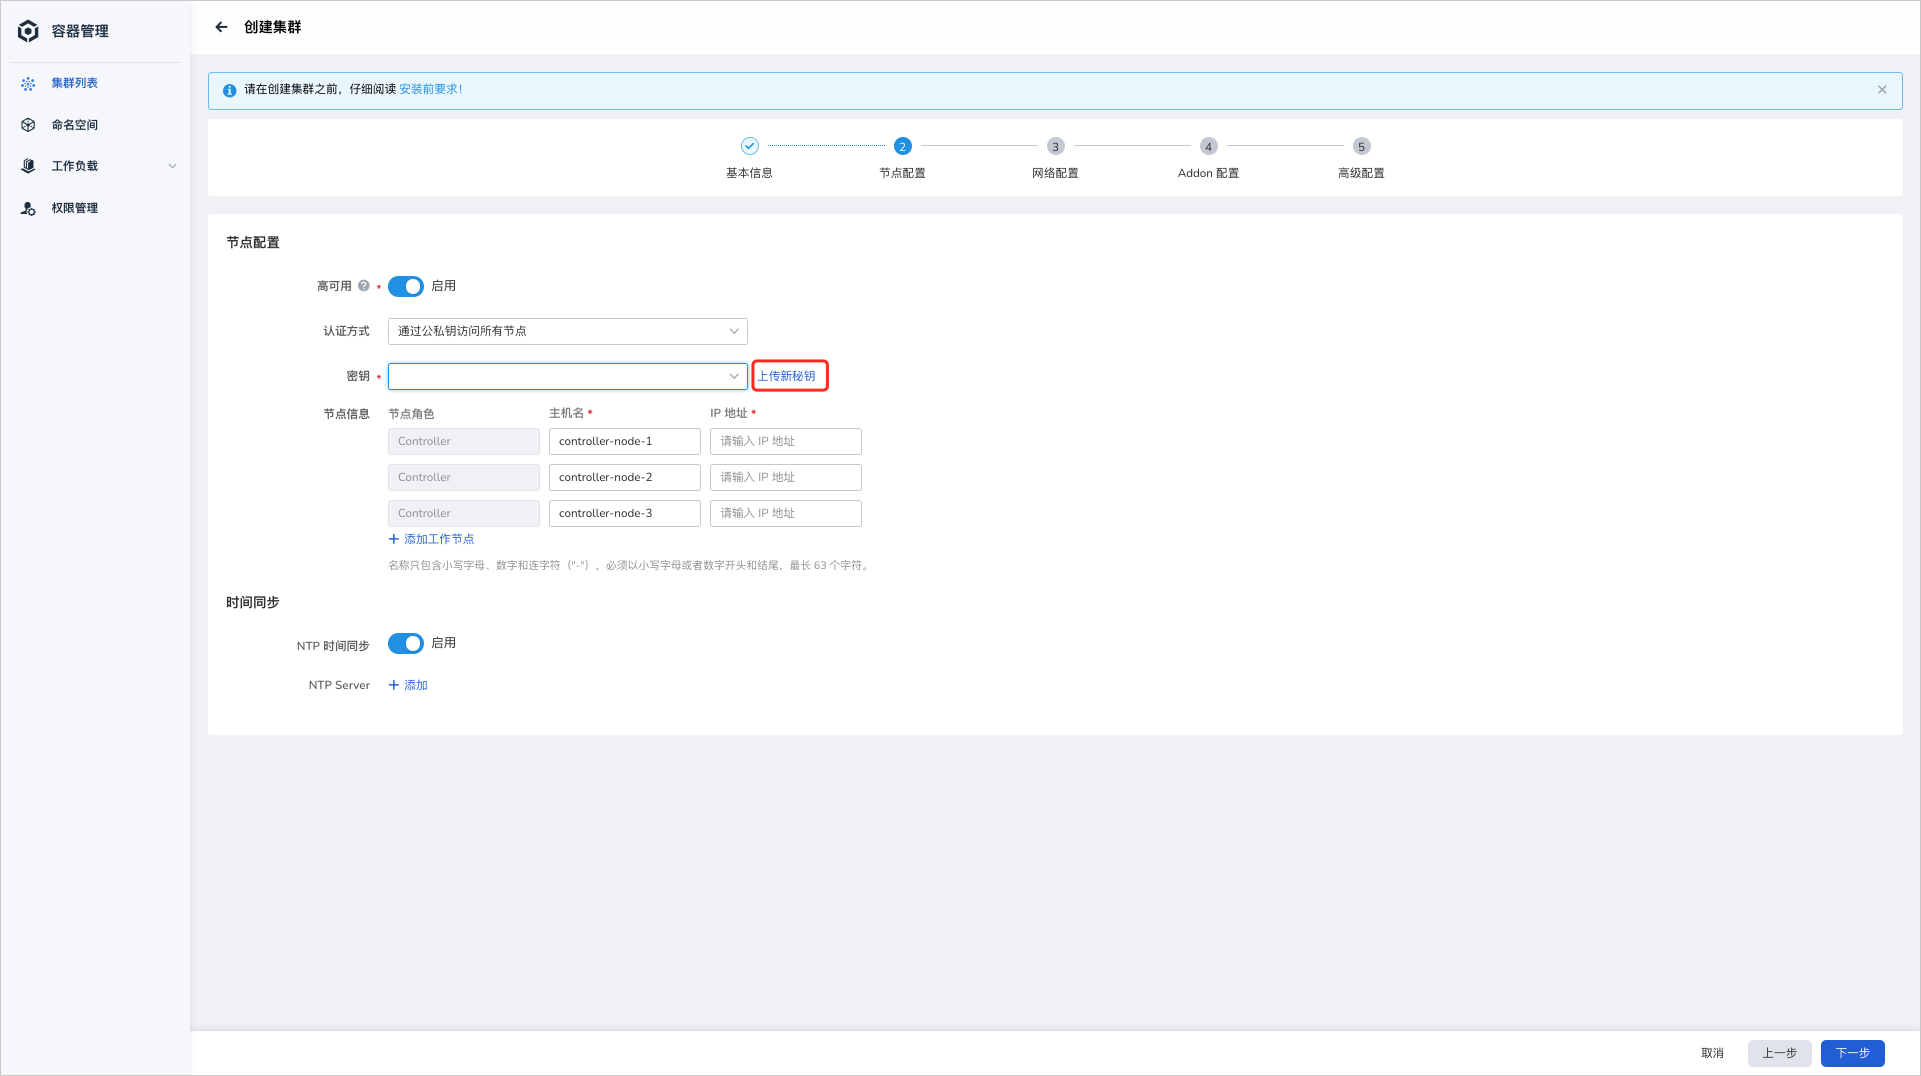 容器管理
集群列表
命名空间
工作负载
权限管理
创建集群
请在创建集群之前，仔细阅读 安装前要求！
2 3 4 5
基本信息 节点配置 网络配置 Addon 配置 高级配置
节点配置
高可用 ? * 启用
认证方式 通过公私钥访问所有节点
密钥 * 上传新秘钥
节点信息 节点角色 主机名 * IP 地址 *
Controller controller-node-1 请输入 IP 地址
Controller controller-node-2 请输入 IP 地址
Controller controller-node-3 请输入 IP 地址
+ 添加工作节点
名称只包含小写字母、数字和连字符（"-"），必须以小写字母或者数字开头和结尾，最长 63 个字符。
时间同步
NTP 时间同步 启用
NTP Server + 添加
取消 上一步 下一步